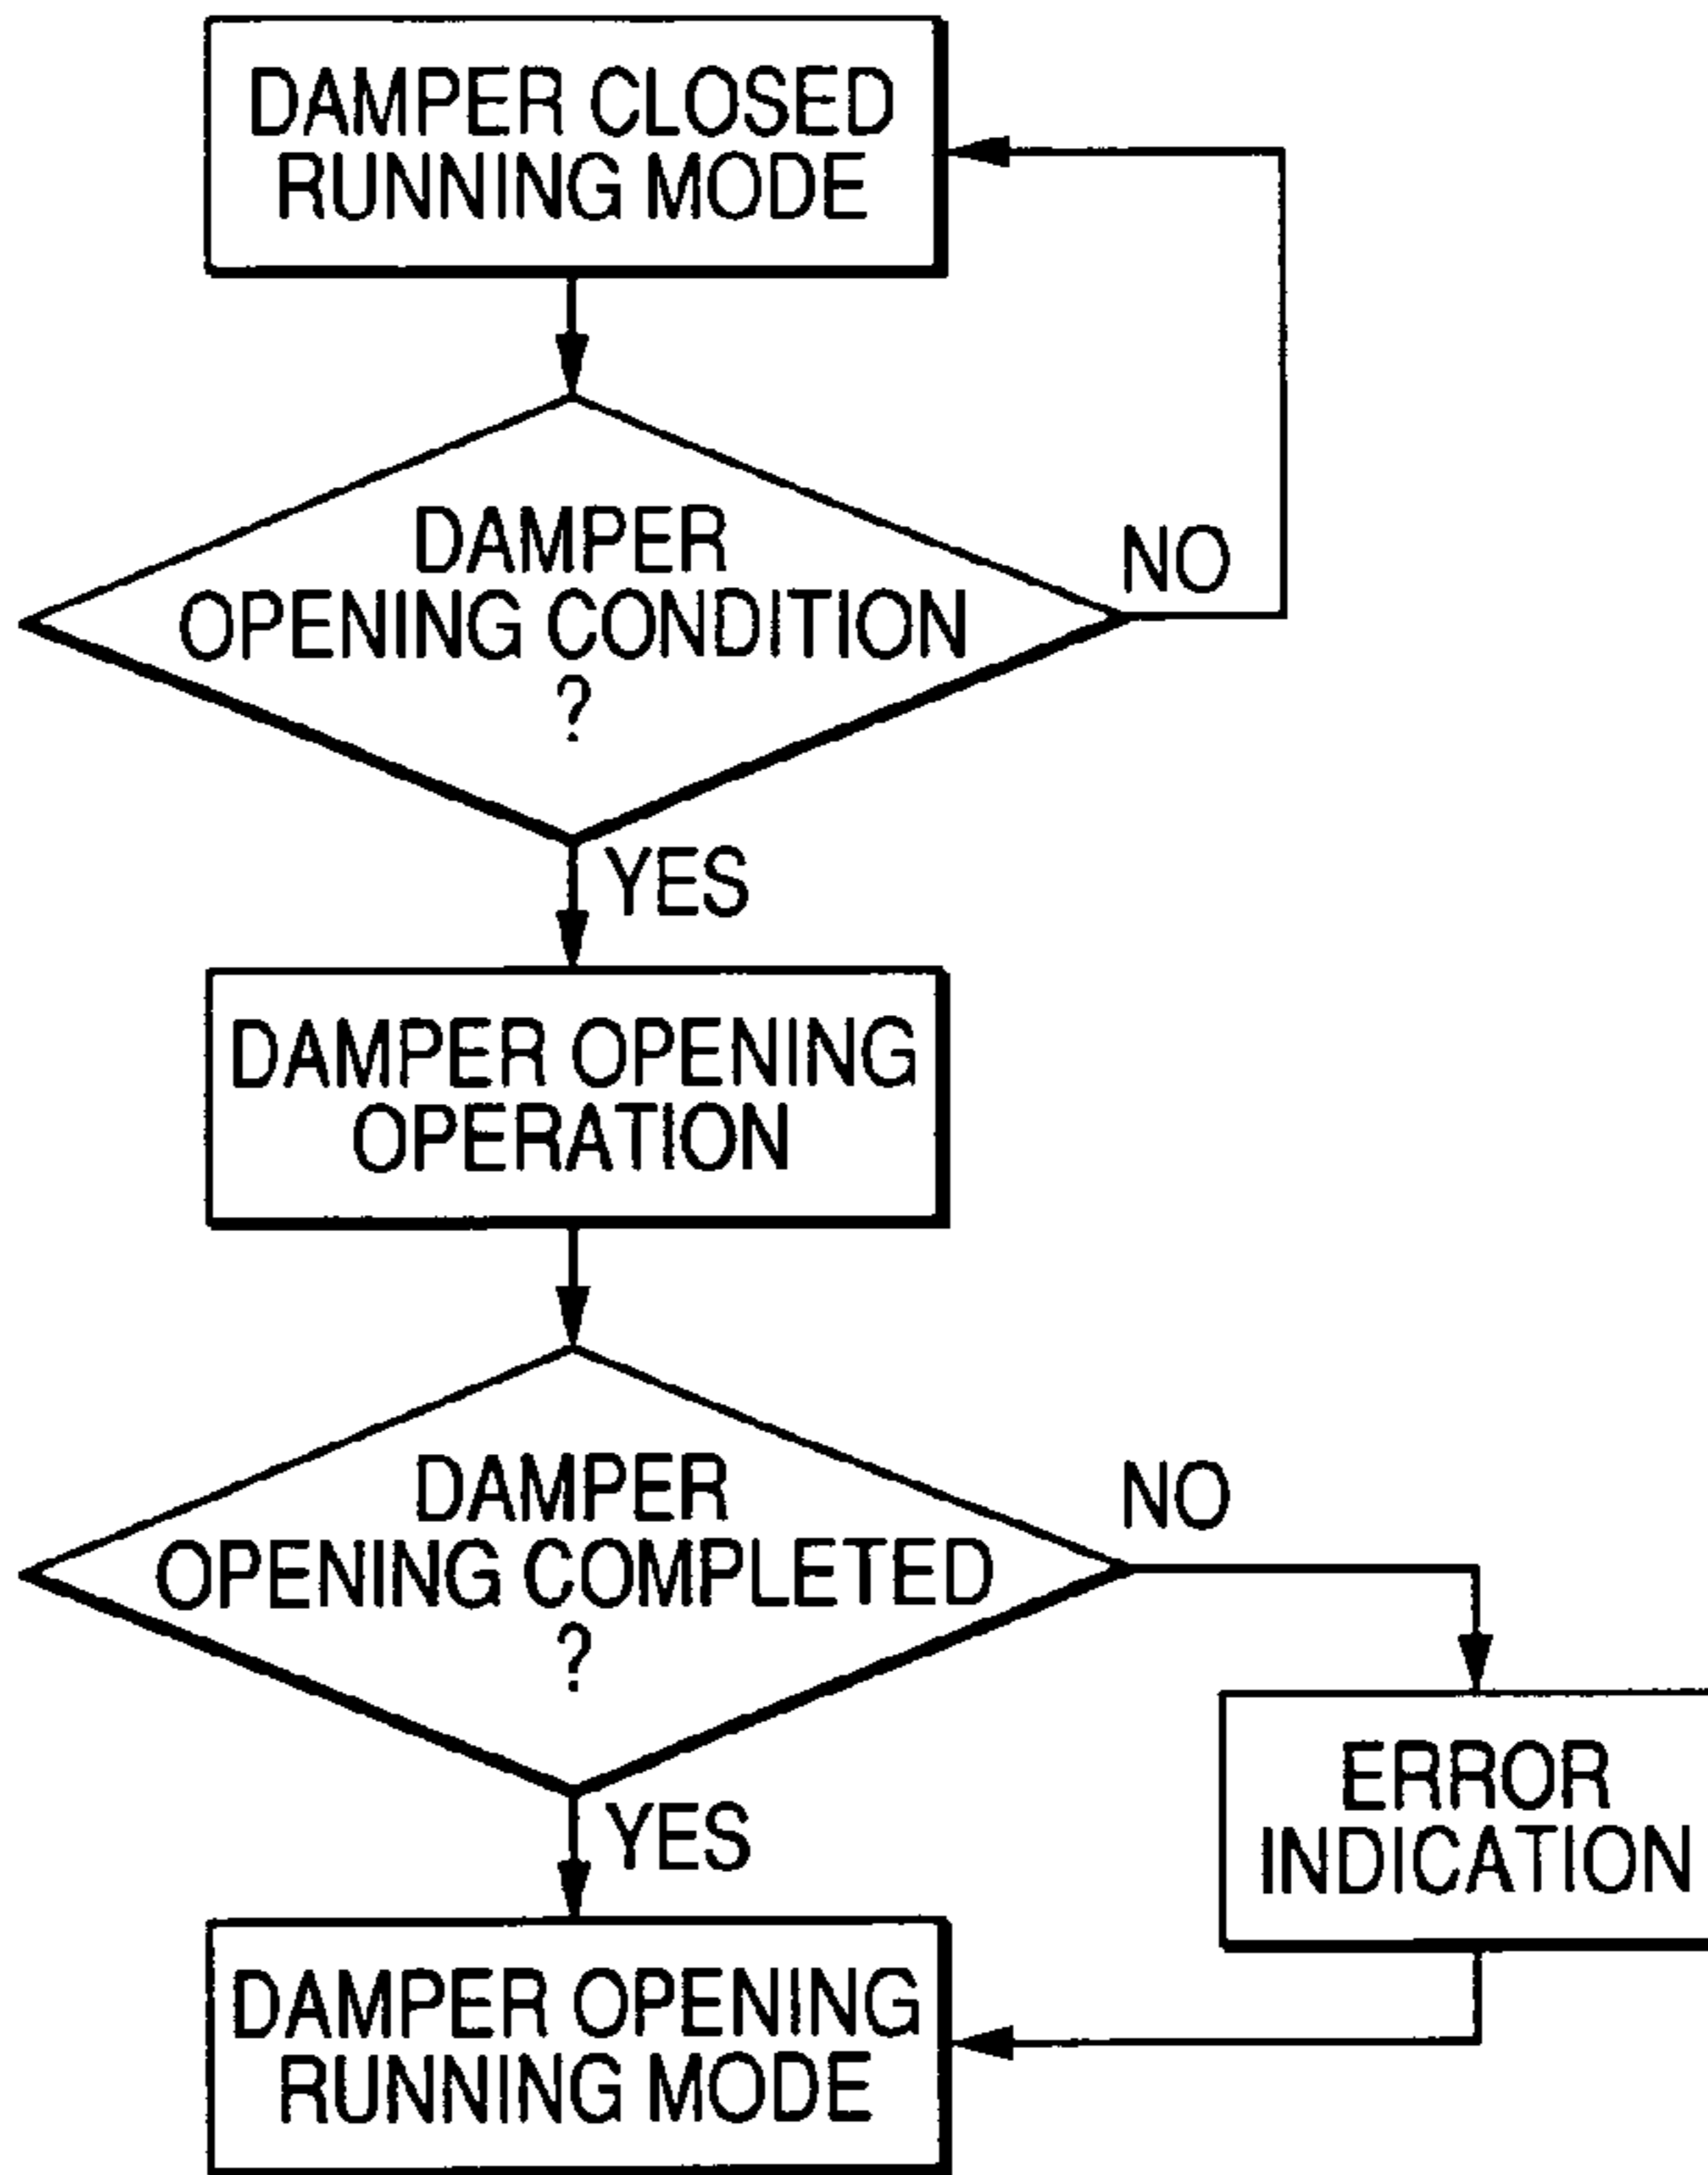 DAMPER CLOSED
RUNNING MODE
DAMPER
OPENING CONDITION
?
NO
YES
DAMPER OPENING
OPERATION
DAMPER
OPENING COMPLETED
?
NO
YES
ERROR
INDICATION
DAMPER OPENING
RUNNING MODE